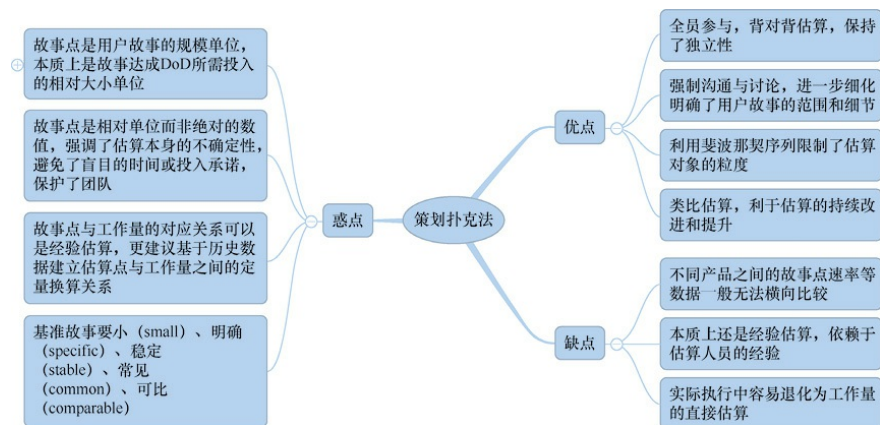 故事点是用户故事的规模单位，
本质上是故事达成DoD所需投入
的相对大小单位
故事点是相对单位而非绝对的数
值，强调了估算本身的不确定性，
避免了盲目的时间或投入承诺，
保护了团队
故事点与工作量的对应关系可以
是经验估算，更建议基于历史数
据建立估算点与工作量之间的定
量换算关系
基准故事要小（small）、明确
（specific）、稳定
（stable）、常见
（common）、可比
（comparable）
惑点
策划扑克法
优点
全员参与，背对背估算，保持
了独立性
强制沟通与讨论，进一步细化
明确了用户故事的范围和细节
利用斐波那契序列限制了估算
对象的粒度
类比估算，利于估算的持续改
进和提升
缺点
不同产品之间的故事点速率等
数据一般无法横向比较
本质上还是经验估算，依赖于
估算人员的经验
实际执行中容易退化为工作量
的直接估算